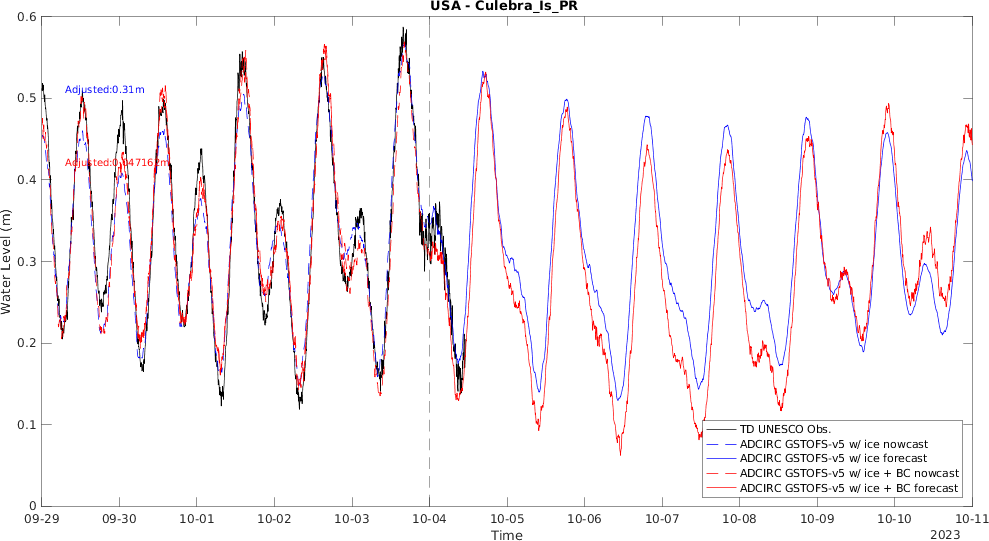 USA - Culebra_Is_PR
0.6
0.5
0.4
0.3
0.2
0.1
0
Water Level (m)
Adjusted:0.31m
TD UNESCO Obs.
ADCIRC GSTOFS-v5 w/ ice nowcast
ADCIRC GSTOFS-v5 w/ ice forecast
ADCIRC GSTOFS-v5 w/ ice + BC nowcast
ADCIRC GSTOFS-v5 w/ ice + BC forecast
09-29 09-30 10-01 10-02 10-03 10-04 10-05 10-06 10-07 10-08 10-09 10-10 10-11
Time
2023